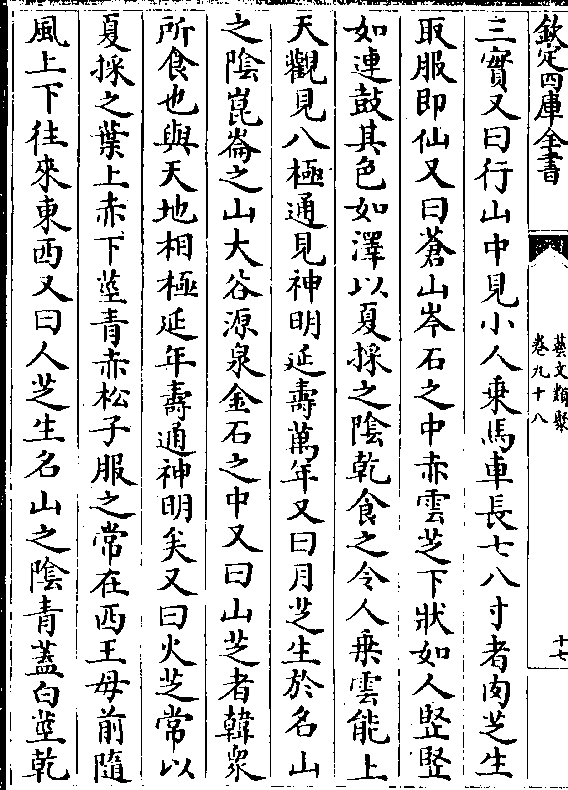 欽定四庫全書
藝文類聚
卷九十八
十七
三實又曰行山中見小人乗馬車長七八寸者肉芝生
取服即仙又曰蒼山岑石之中赤雲芝下狀如人竪竪
如連鼓其色如澤以夏採之陰乾食之令人乗雲能上
天觀見八極通見神明延壽萬年又曰月芝生於名山
之陰崑崙之山大谷源泉金石之中又曰山芝者韓衆
所食也與天地相極延年壽通神明矣又曰火芝常以
夏採之葉上赤下莖青赤松子服之常在西王母前隨
風上下往來東西又曰人芝生名山之陰青蓋白莖乾